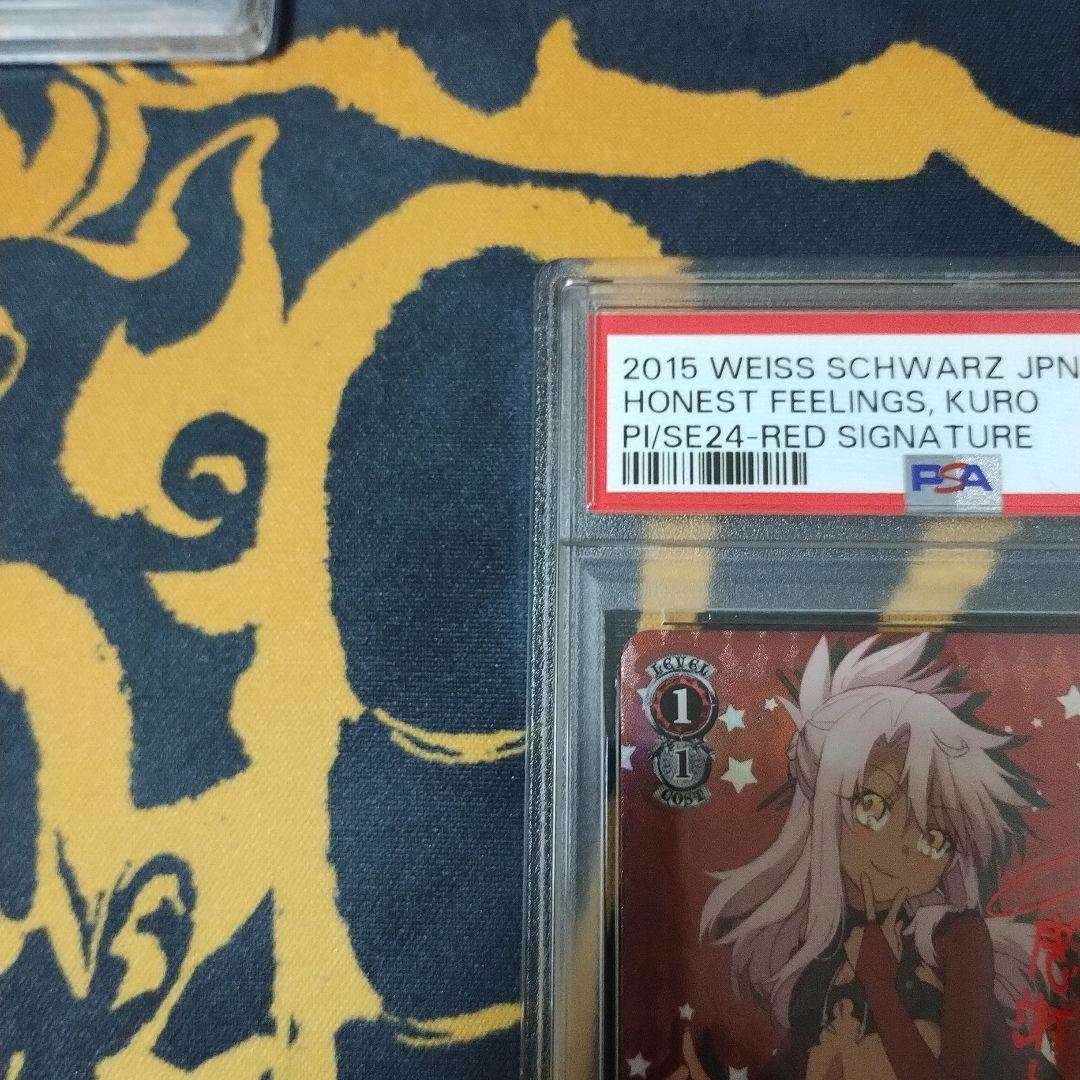 2015 WEISS SCHWARZ JPN
HONEST FEELINGS, KURO
PI/SE24-RED SIGNATURE
PSA
LEVEL
1
1
COST